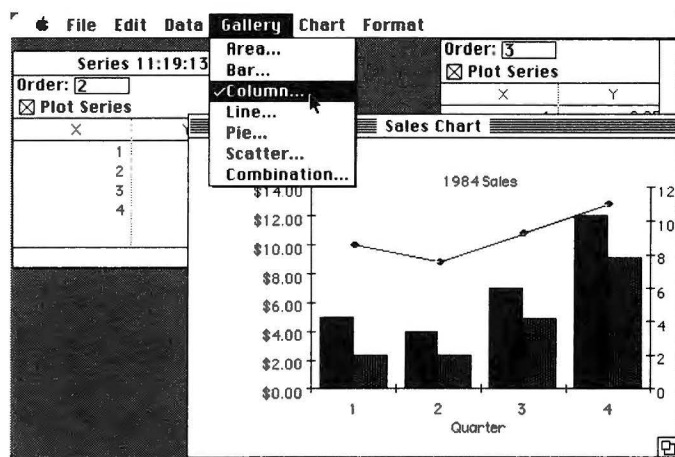 File Edit Data Gallery Chart Format
Area...
Bar...
✓Column...
Line...
Pie...
Scatter...
Combination...
Series 11:19:13
Order: 2
Plot Series
X Y
1
2
3
4
Order: 3
Plot Series
X Y
Sales Chart
1984 Sales
$14.00
$12.00
$10.00
$8.00
$6.00
$4.00
$2.00
$0.00
12
10
8
6
4
2
0
1 2 3 4
Quarter